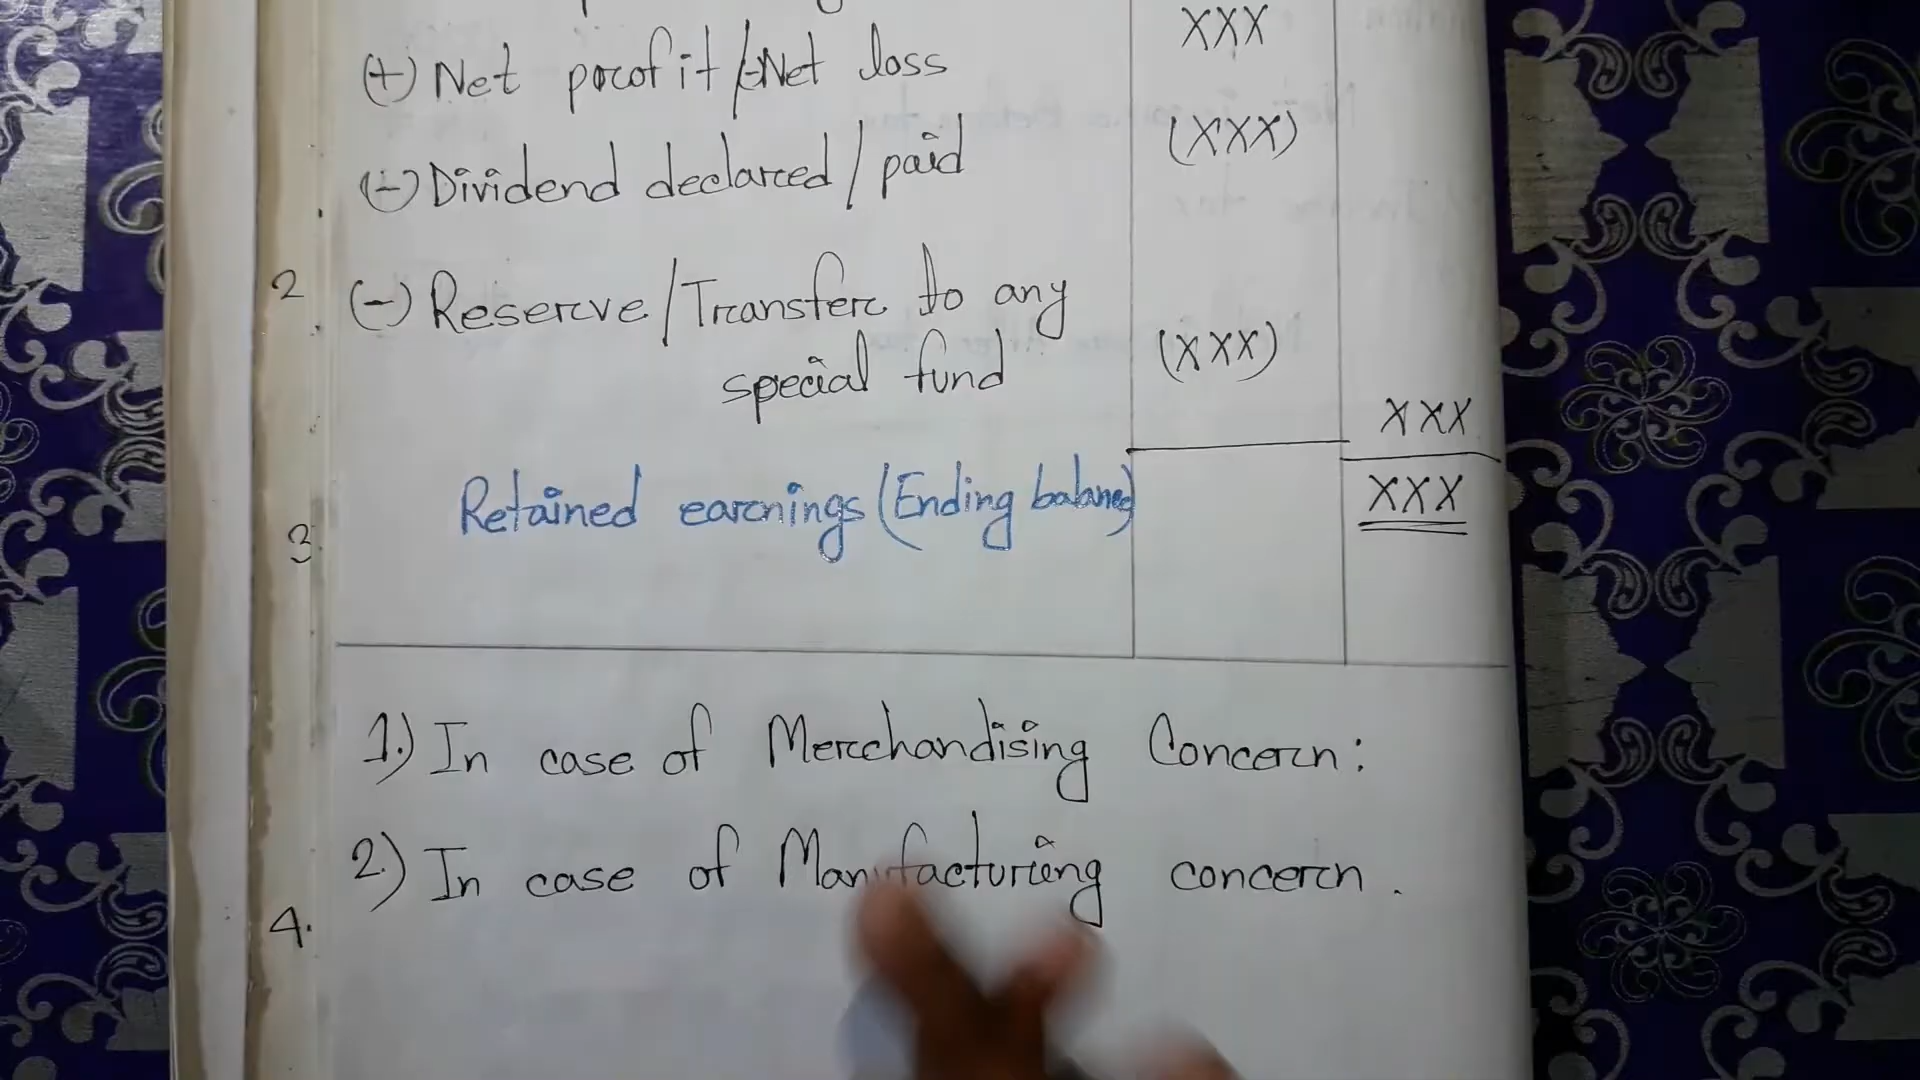 XXX
(+) Net profit/(-)Net loss
(-) Dividend declared / paid (XXX)
2 (-) Reserve/Transfer to any
special fund (XXX)
XXX
Retained earnings (Ending balance) XXX
3.
1.) In case of Merchandising Concern:
2.) In case of Manufacturing concern.
4.